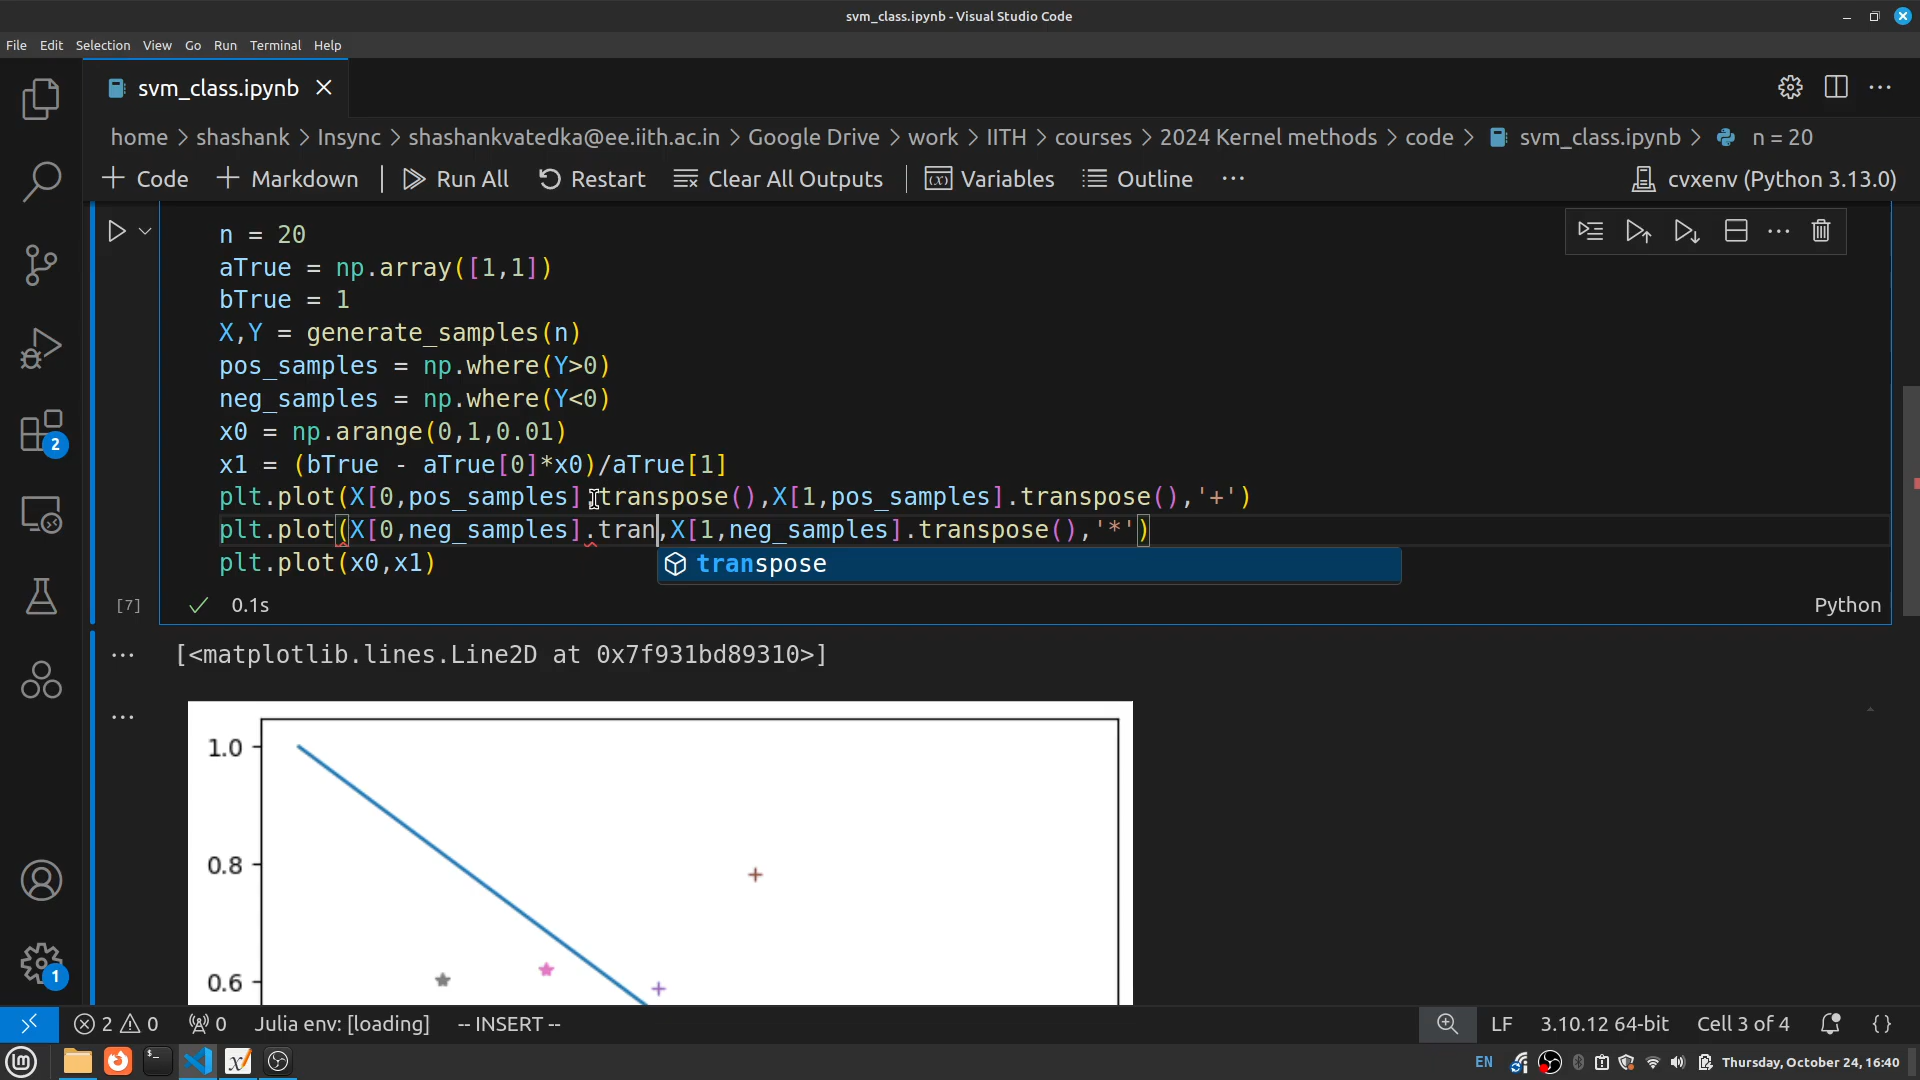 svm_class.ipynb - Visual Studio Code
File Edit Selection View Go Run Terminal Help
svm_class.ipynb
home > shashank > Insync > shashankvatedka@ee.iith.ac.in > Google Drive > work > IITH > courses > 2024 Kernel methods > code > svm_class.ipynb > n = 20
+ Code + Markdown Run All Restart Clear All Outputs Variables Outline ... cvxenv (Python 3.13.0)
n = 20
aTrue = np.array([1,1])
bTrue = 1
X,Y = generate_samples(n)
pos_samples = np.where(Y>0)
neg_samples = np.where(Y<0)
x0 = np.arange(0,1,0.01)
x1 = (bTrue - aTrue[0]*x0)/aTrue[1]
plt.plot(X[0,pos_samples].transpose(),X[1,pos_samples].transpose(),'+')
plt.plot(X[0,neg_samples].tran,X[1,neg_samples].transpose(),'*')
plt.plot(x0,x1)
transpose
[7] 0.1s Python
[<matplotlib.lines.Line2D at 0x7f931bd89310>]
1.0
0.8
0.6
2
1
2 0 0 Julia env: [loading] -- INSERT -- LF 3.10.12 64-bit Cell 3 of 4 {}
EN Thursday, October 24, 16:40